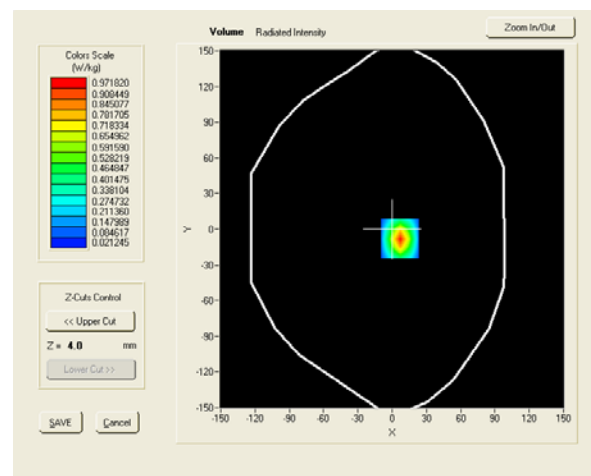 Volume Radiated Intensity
Zoom In/Out
Colors Scale
(W/kg)
0.971820
0.908449
0.845077
0.781705
0.718334
0.654962
0.591590
0.528219
0.464847
0.401475
0.338104
0.274732
0.211360
0.147989
0.084617
0.021245
Z-Cuts Control
<< Upper Cut
Z = 4.0 mm
Lower Cut >>
SAVE Cancel
150-
120-
90-
60-
30-
0-
-30-
-60-
-90-
-120-
-150-
Y
-150 -120 -90 -60 -30 0 30 60 90 120 150
X